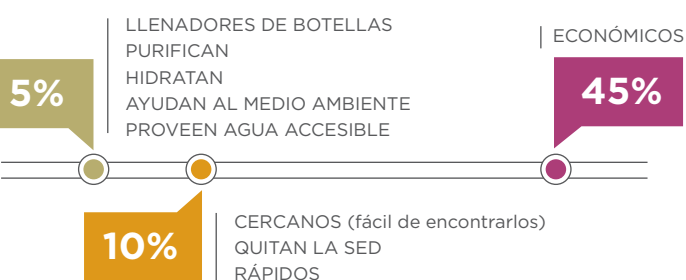 5%
LLENADORES DE BOTELLAS
PURIFICAN
HIDRATAN
AYUDAN AL MEDIO AMBIENTE
PROVEEN AGUA ACCESIBLE
ECONÓMICOS
45%
10%
CERCANOS (fácil de encontrarlos)
QUITAN LA SED
RÁPIDOS